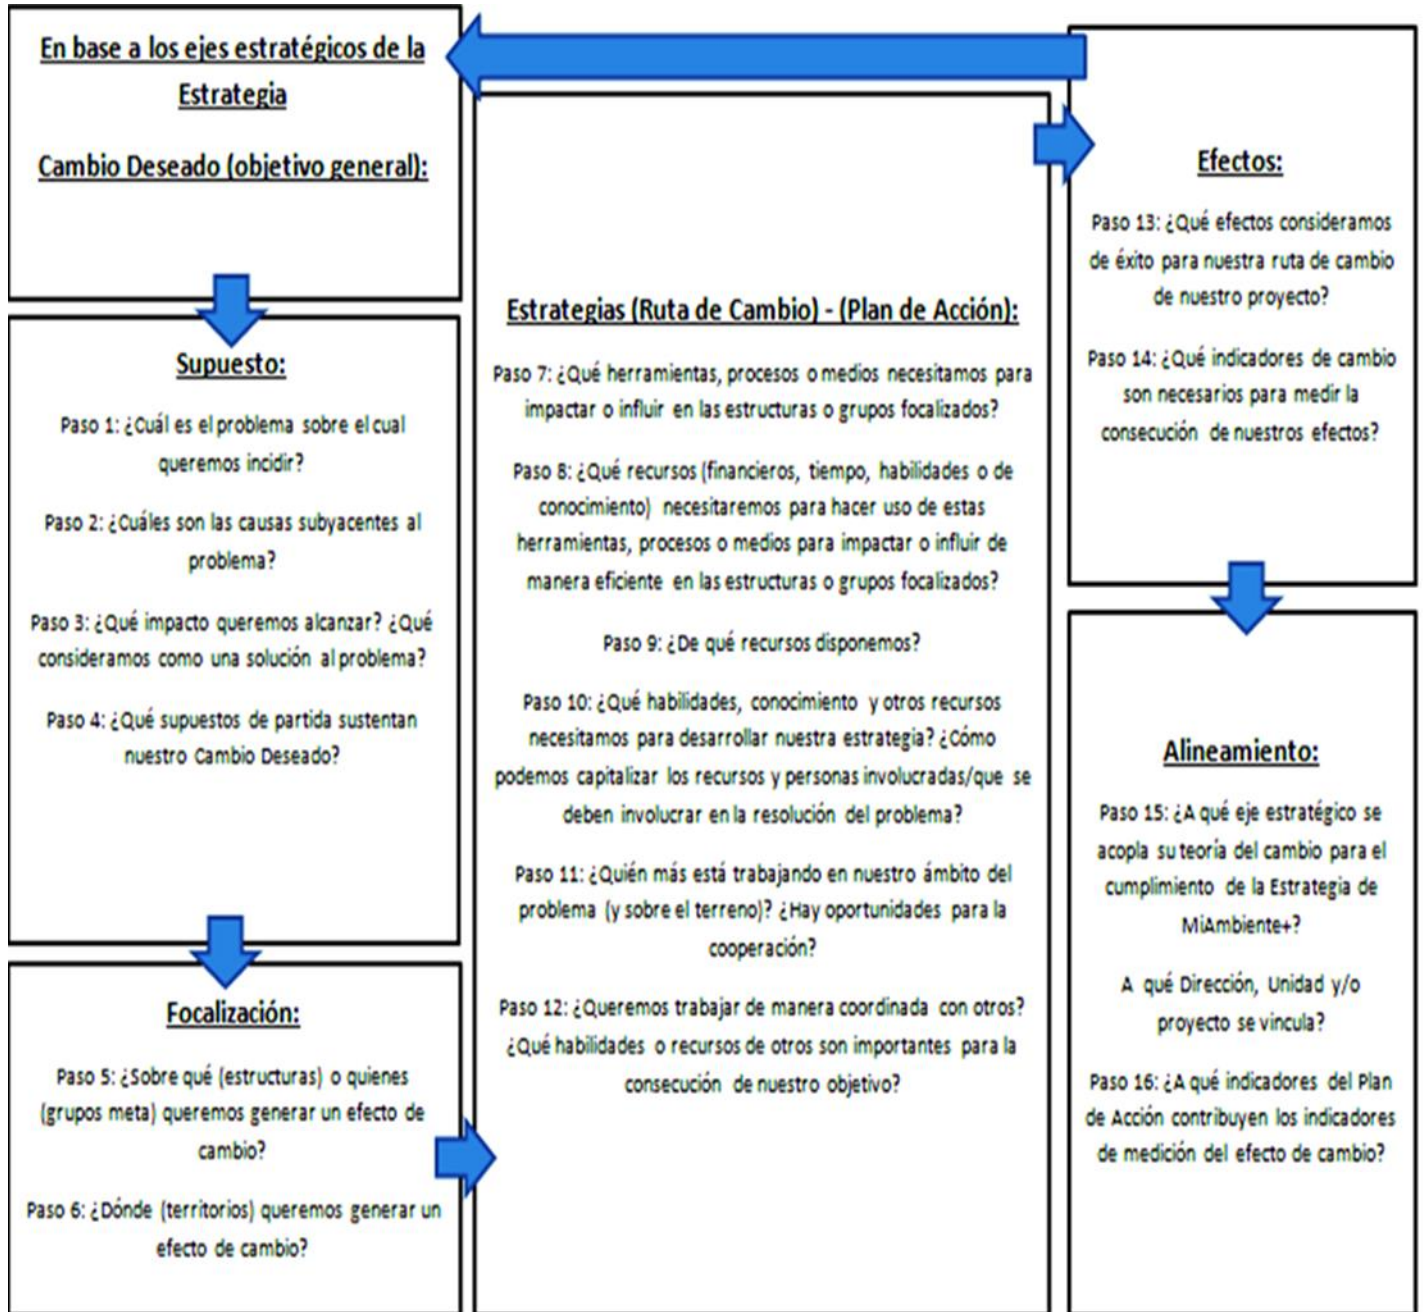 En base a los ejes estratégicos de la
Estrategia
Cambio Deseado (objetivo general):
Supuesto:
Paso 1: ¿Cuál es el problema sobre el cual
queremos incidir?
Paso 2: ¿Cuáles son las causas subyacentes al
problema?
Paso 3: ¿Qué impacto queremos alcanzar? ¿Qué
consideramos como una solución al problema?
Paso 4: ¿Qué supuestos de partida sustentan
nuestro Cambio Deseado?
Focalización:
Paso 5: ¿Sobre qué (estructuras) o quienes
(grupos meta) queremos generar un efecto de
cambio?
Paso 6: ¿Dónde (territorios) queremos generar un
efecto de cambio?
Estrategias (Ruta de Cambio) - (Plan de Acción):
Paso 7: ¿Qué herramientas, procesos o medios necesitamos para
impactar o influir en las estructuras o grupos focalizados?
Paso 8: ¿Qué recursos (financieros, tiempo, habilidades o de
conocimiento) necesitaremos para hacer uso de estas
herramientas, procesos o medios para impactar o influir de
manera eficiente en las estructuras o grupos focalizados?
Paso 9: ¿De qué recursos disponemos?
Paso 10: ¿Qué habilidades, conocimiento y otros recursos
necesitamos para desarrollar nuestra estrategia? ¿Cómo
podemos capitalizar los recursos y personas involucradas/que se
deben involucrar en la resolución del problema?
Paso 11: ¿Quién más está trabajando en nuestro ámbito del
problema (y sobre el terreno)? ¿Hay oportunidades para la
cooperación?
Paso 12: ¿Queremos trabajar de manera coordinada con otros?
¿Qué habilidades o recursos de otros son importantes para la
consecución de nuestro objetivo?
Efectos:
Paso 13: ¿Qué efectos consideramos
de éxito para nuestra ruta de cambio
de nuestro proyecto?
Paso 14: ¿Qué indicadores de cambio
son necesarios para medir la
consecución de nuestros efectos?
Alineamiento:
Paso 15: ¿A qué eje estratégico se
acopla su teoría del cambio para el
cumplimiento de la Estrategia de
MiAmbiente+?
A qué Dirección, Unidad y/o
proyecto se vincula?
Paso 16: ¿A qué indicadores del Plan
de Acción contribuyen los indicadores
de medición del efecto de cambio?